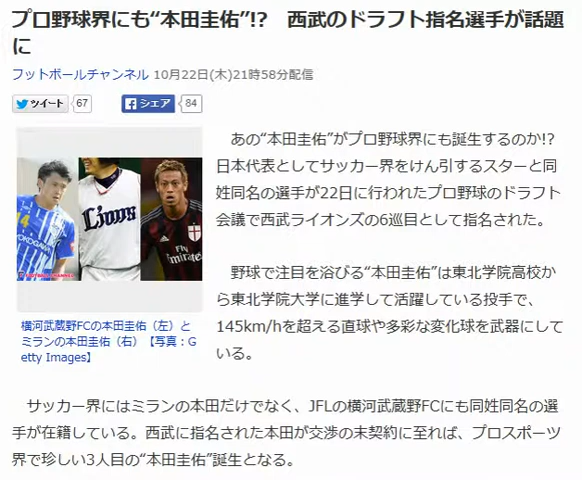 プロ野球界にも“本田圭佑”!?　西武のドラフト指名選手が話題
に
フットボールチャンネル 10月22日(木)21時58分配信
ツイート 67 シェア 84
あの“本田圭佑”がプロ野球界にも誕生するのか!?
日本代表としてサッカー界をけん引するスターと同
姓同名の選手が22日に行われたプロ野球のドラフト
会議で西武ライオンズの6巡目として指名された。
14
YOKOGAWA
Lions
FOOTBALL CHANNEL
Fly Emirates
横河武蔵野FCの本田圭佑（左）と
ミランの本田圭佑（右）【写真：G
etty Images】
野球で注目を浴びる“本田圭佑”は東北学院高校か
ら東北学院大学に進学して活躍している投手で、
145km/hを超える直球や多彩な変化球を武器にして
いる。
サッカー界にはミランの本田だけでなく、JFLの横河武蔵野FCにも同姓同名の選
手が在籍している。西武に指名された本田が交渉の末契約に至れば、プロスポーツ
界で珍しい3人目の“本田圭佑”誕生となる。